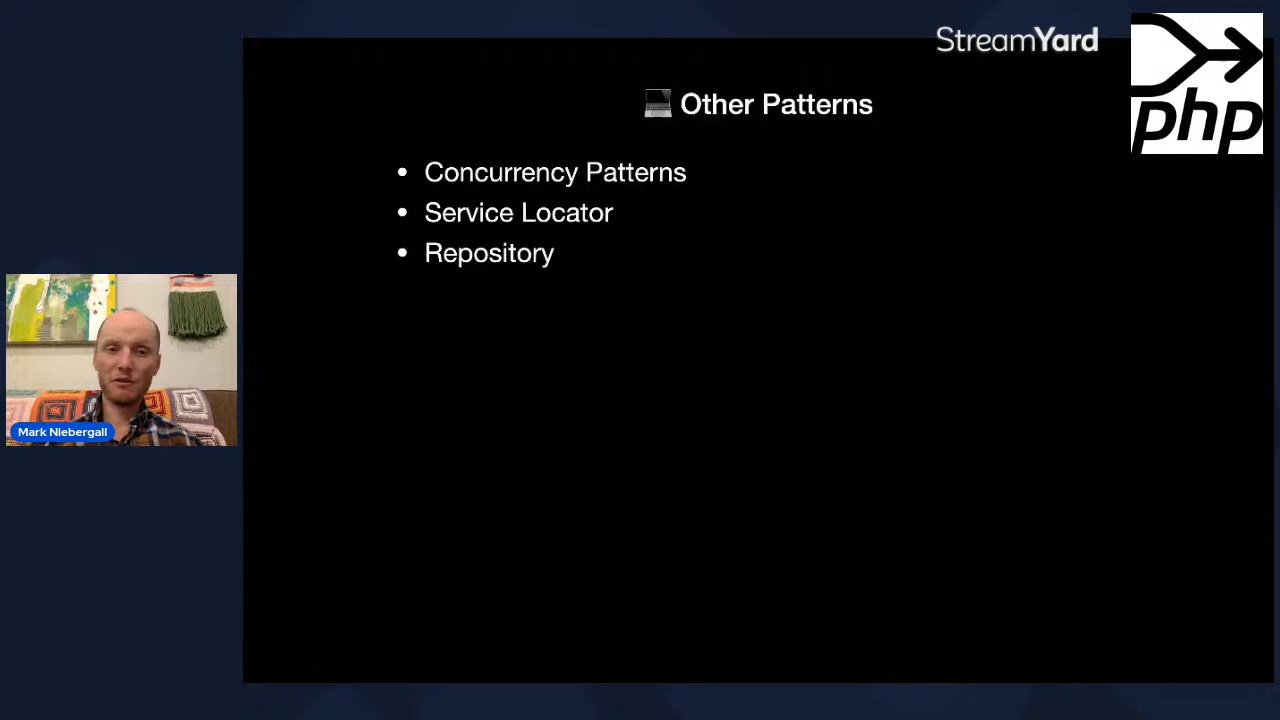 StreamYard
php
💻 Other Patterns
• Concurrency Patterns
• Service Locator
• Repository
Mark Niebergall